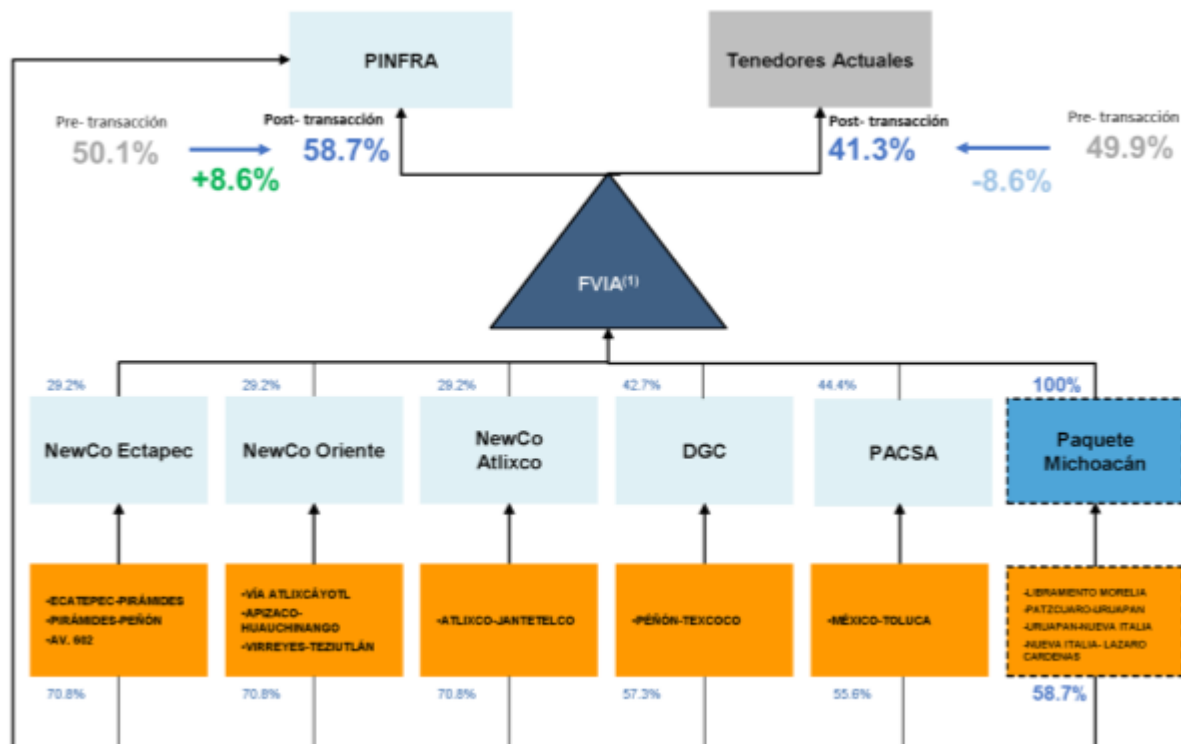 PINFRA
Tenedores Actuales
Pre- transacción
50.1%
+8.6%
Post- transacción
58.7%
Post- transacción
41.3%
-8.6%
Pre- transacción
49.9%
FVIA(1)
29.2%
29.2%
29.2%
42.7%
44.4%
100%
NewCo Ectapec
NewCo Oriente
NewCo
Atlixco
DGC
PACSA
Paquete
Michoacán
•ECATEPEC-PIRÁMIDES
•PIRÁMIDES-PEÑÓN
•AV. 602
•VÍA ATLIXCÁYOTL
•APIZACO-
HUAUCHINANGO
•VIRREYES-TEZIUTLÁN
•ATLIXCO-JANTETELCO
•PÉÑÓN-TEXCOCO
•MÉXICO-TOLUCA
-LIBRAMIENTO MORELIA
-PATZCUARO-URUAPAN
-URUAPAN-NUEVA ITALIA
-NUEVA ITALIA- LAZARO
CARDENAS
70.8%
70.8%
70.8%
57.3%
55.6%
58.7%